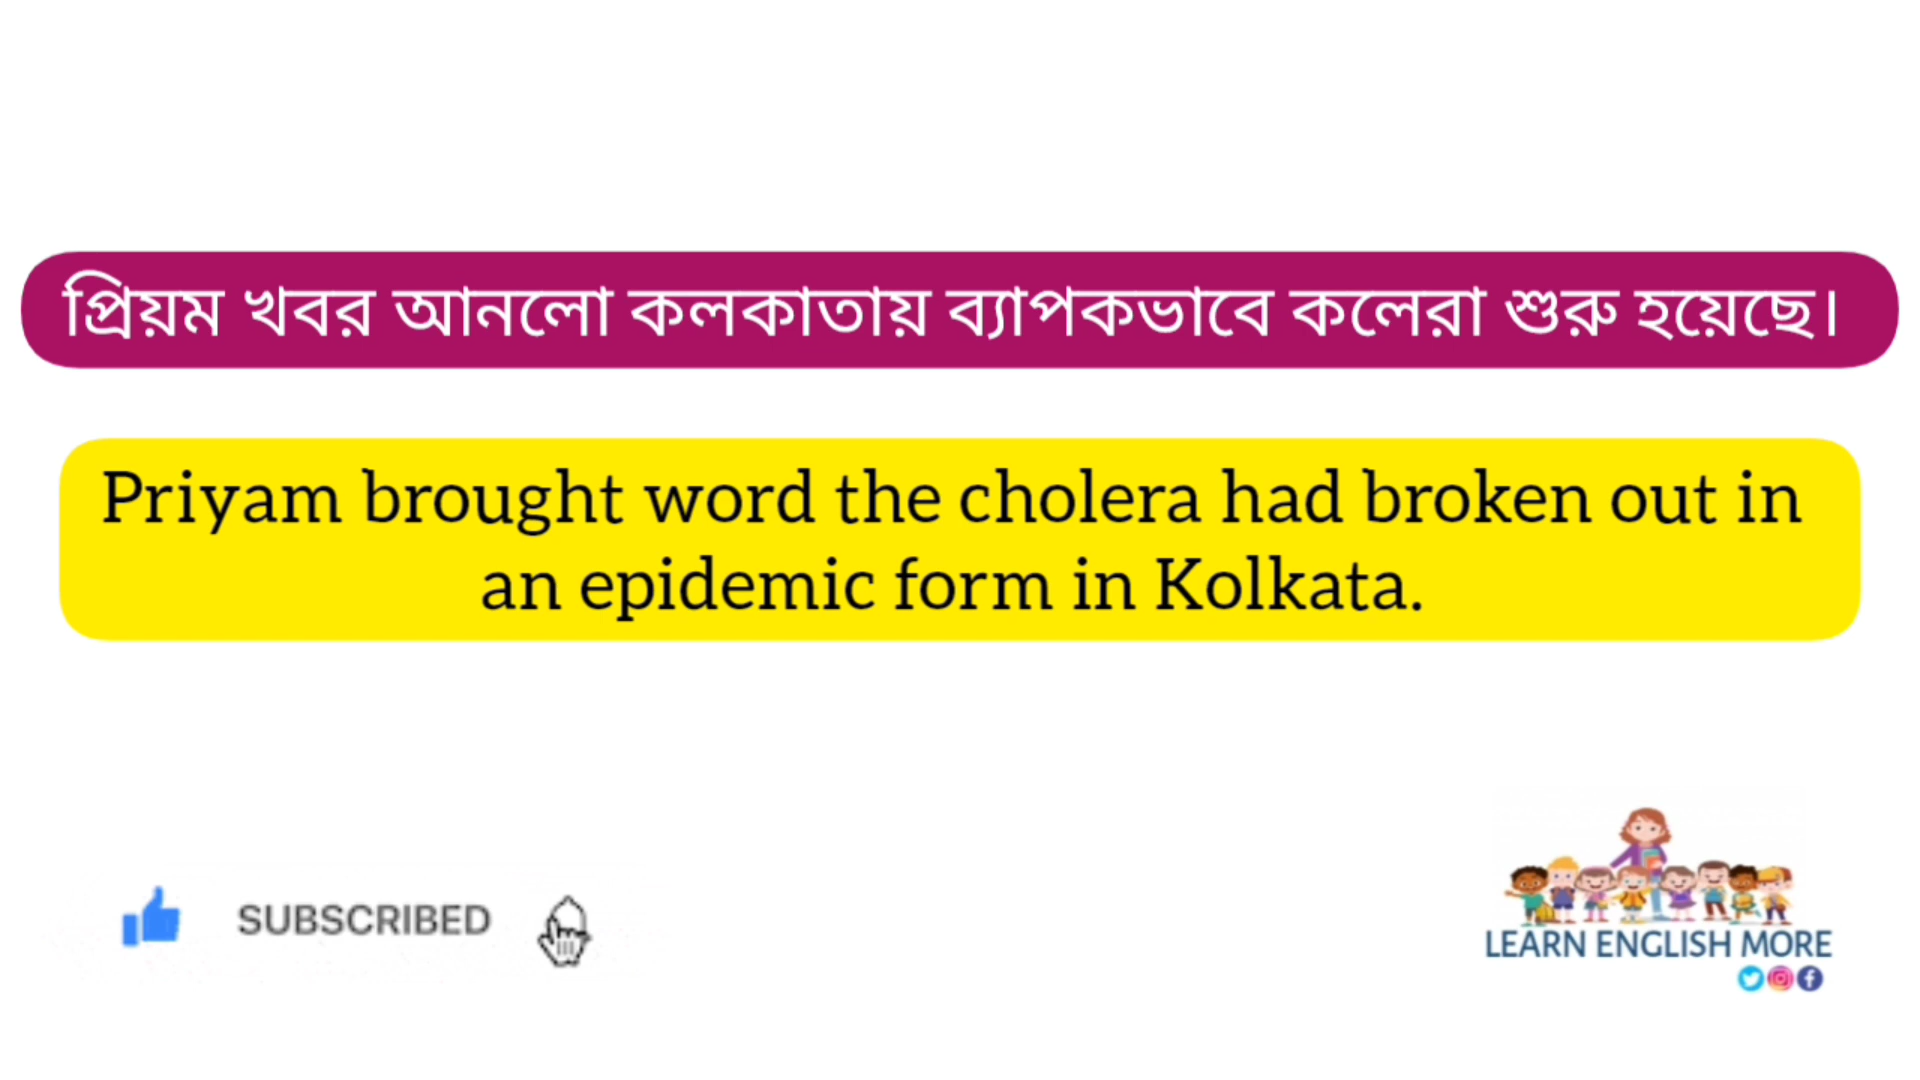 প্রিয়ম খবর আনলো কলকাতায় ব্যাপকভাবে কলেরা শুরু হয়েছে।
Priyam brought word the cholera had broken out in
an epidemic form in Kolkata.
SUBSCRIBED
LEARN ENGLISH MORE